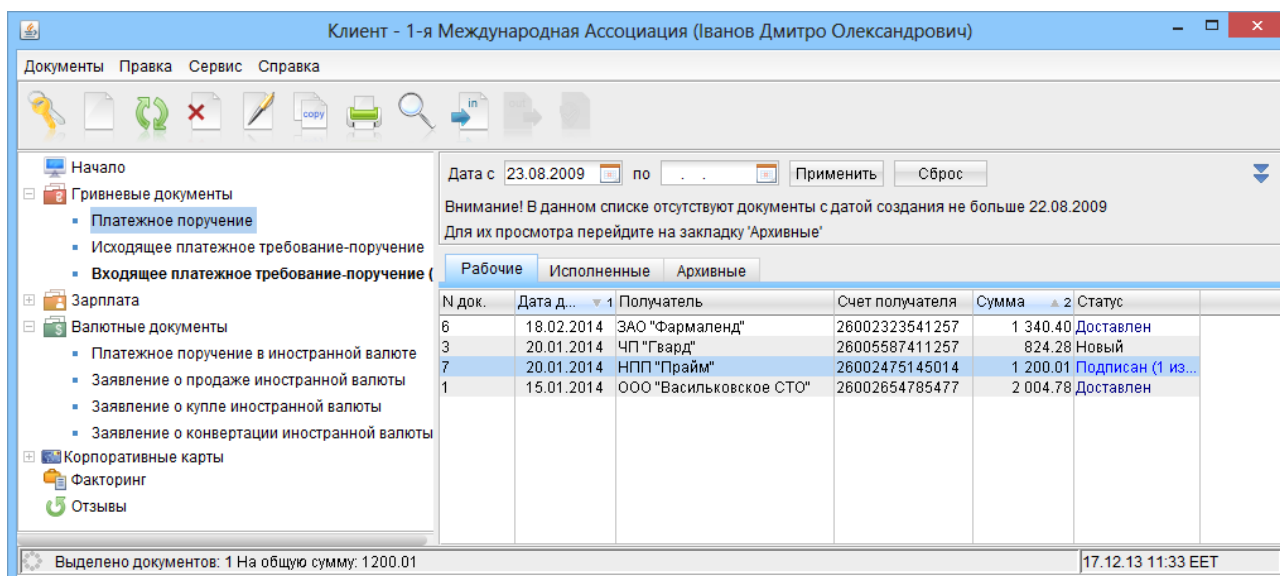 Клиент - 1-я Международная Ассоциация (Іванов Дмитро Олександрович)
Документы Правка Сервис Справка
copy in
Начало
Гривневые документы
Платежное поручение
Исходящее платежное требование-поручение
Входящее платежное требование-поручение (
Зарплата
Валютные документы
Платежное поручение в иностранной валюте
Заявление о продаже иностранной валюты
Заявление о купле иностранной валюты
Заявление о конвертации иностранной валюты
Корпоративные карты
Факторинг
Отзывы
Дата с 23.08.2009 по . . Применить Сброс
Внимание! В данном списке отсутствуют документы с датой создания не больше 22.08.2009
Для их просмотра перейдите на закладку 'Архивные'
Рабочие Исполненные Архивные
N док. Дата д... 1 Получатель Счет получателя Сумма 2 Статус
6 18.02.2014 ЗАО "Фармаленд" 26002323541257 1 340.40 Доставлен
3 20.01.2014 ЧП "Гвард" 26005587411257 824.28 Новый
7 20.01.2014 НПП "Прайм" 26002475145014 1 200.01 Подписан (1 из...
1 15.01.2014 ООО "Васильковское СТО" 26002654785477 2 004.78 Доставлен
Выделено документов: 1 На общую сумму: 1200.01 17.12.13 11:33 EET